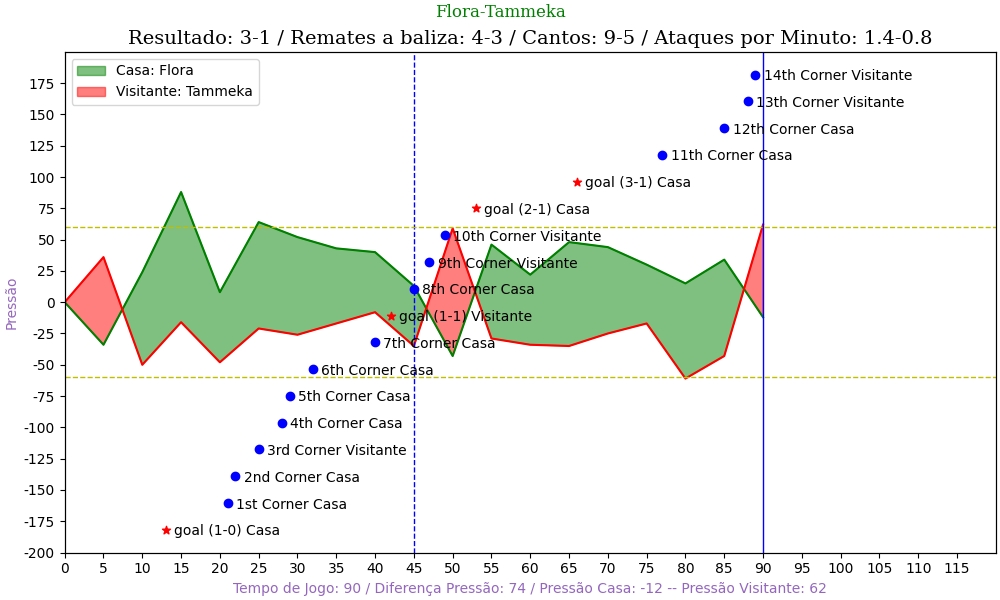 Flora-Tammeka
Resultado: 3-1 / Remates a baliza: 4-3 / Cantos: 9-5 / Ataques por Minuto: 1.4-0.8
Casa: Flora
Visitante: Tammeka
14th Corner Visitante
13th Corner Visitante
12th Corner Casa
11th Corner Casa
goal (3-1) Casa
goal (2-1) Casa
10th Corner Visitante
9th Corner Visitante
8th Corner Casa
goal (1-1) Visitante
7th Corner Casa
6th Corner Casa
5th Corner Casa
4th Corner Casa
3rd Corner Visitante
2nd Corner Casa
1st Corner Casa
goal (1-0) Casa
Pressão
175
150
125
100
75
50
25
0
-25
-50
-75
-100
-125
-150
-175
-200
0 5 10 15 20 25 30 35 40 45 50 55 60 65 70 75 80 85 90 95 100 105 110 115
Tempo de Jogo: 90 / Diferença Pressão: 74 / Pressão Casa: -12 -- Pressão Visitante: 62